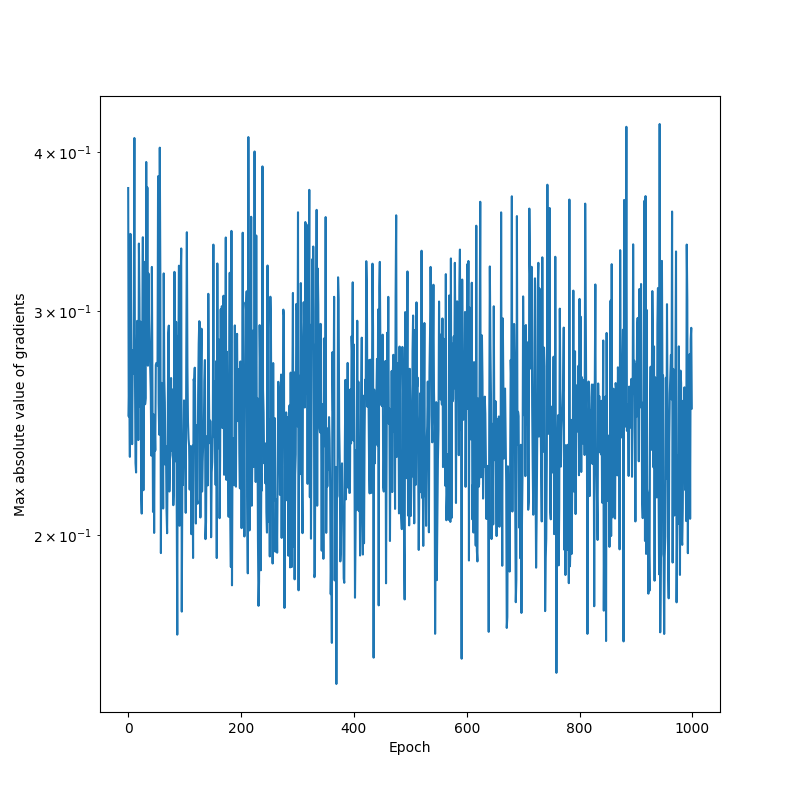 Max absolute value of gradients
4 × 10⁻¹
3 × 10⁻¹
2 × 10⁻¹
0 200 400 600 800 1000
Epoch